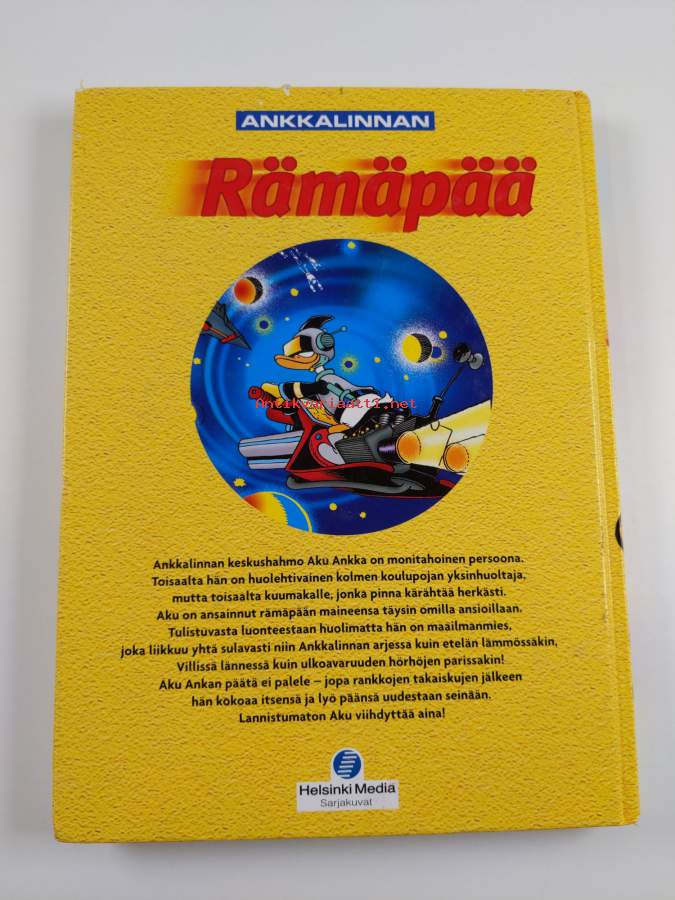 ANKKALINNAN
Rämäpää
Antikvariaatti.net
Ankkalinnan keskushahmo Aku Ankka on monitahoinen persoona.
Toisaalta hän on huolehtivainen kolmen koulupojan yksinhuoltaja,
mutta toisaalta kuumakalle, jonka pinna kärähtää herkästi.
Aku on ansainnut rämäpään maineensa täysin omilla ansioillaan.
Tulistuvasta luonteestaan huolimatta hän on maailmanmies,
joka liikkuu yhtä sulavasti niin Ankkalinnan arjessa kuin etelän lämmössäkin,
Villissä lännessä kuin ulkoavaruuden hörhöjen parissakin!
Aku Ankan päätä ei palele – jopa rankkojen takaiskujen jälkeen
hän kokoaa itsensä ja lyö päänsä uudestaan seinään.
Lannistumaton Aku viihdyttää aina!
Helsinki Media
Sarjakuvat